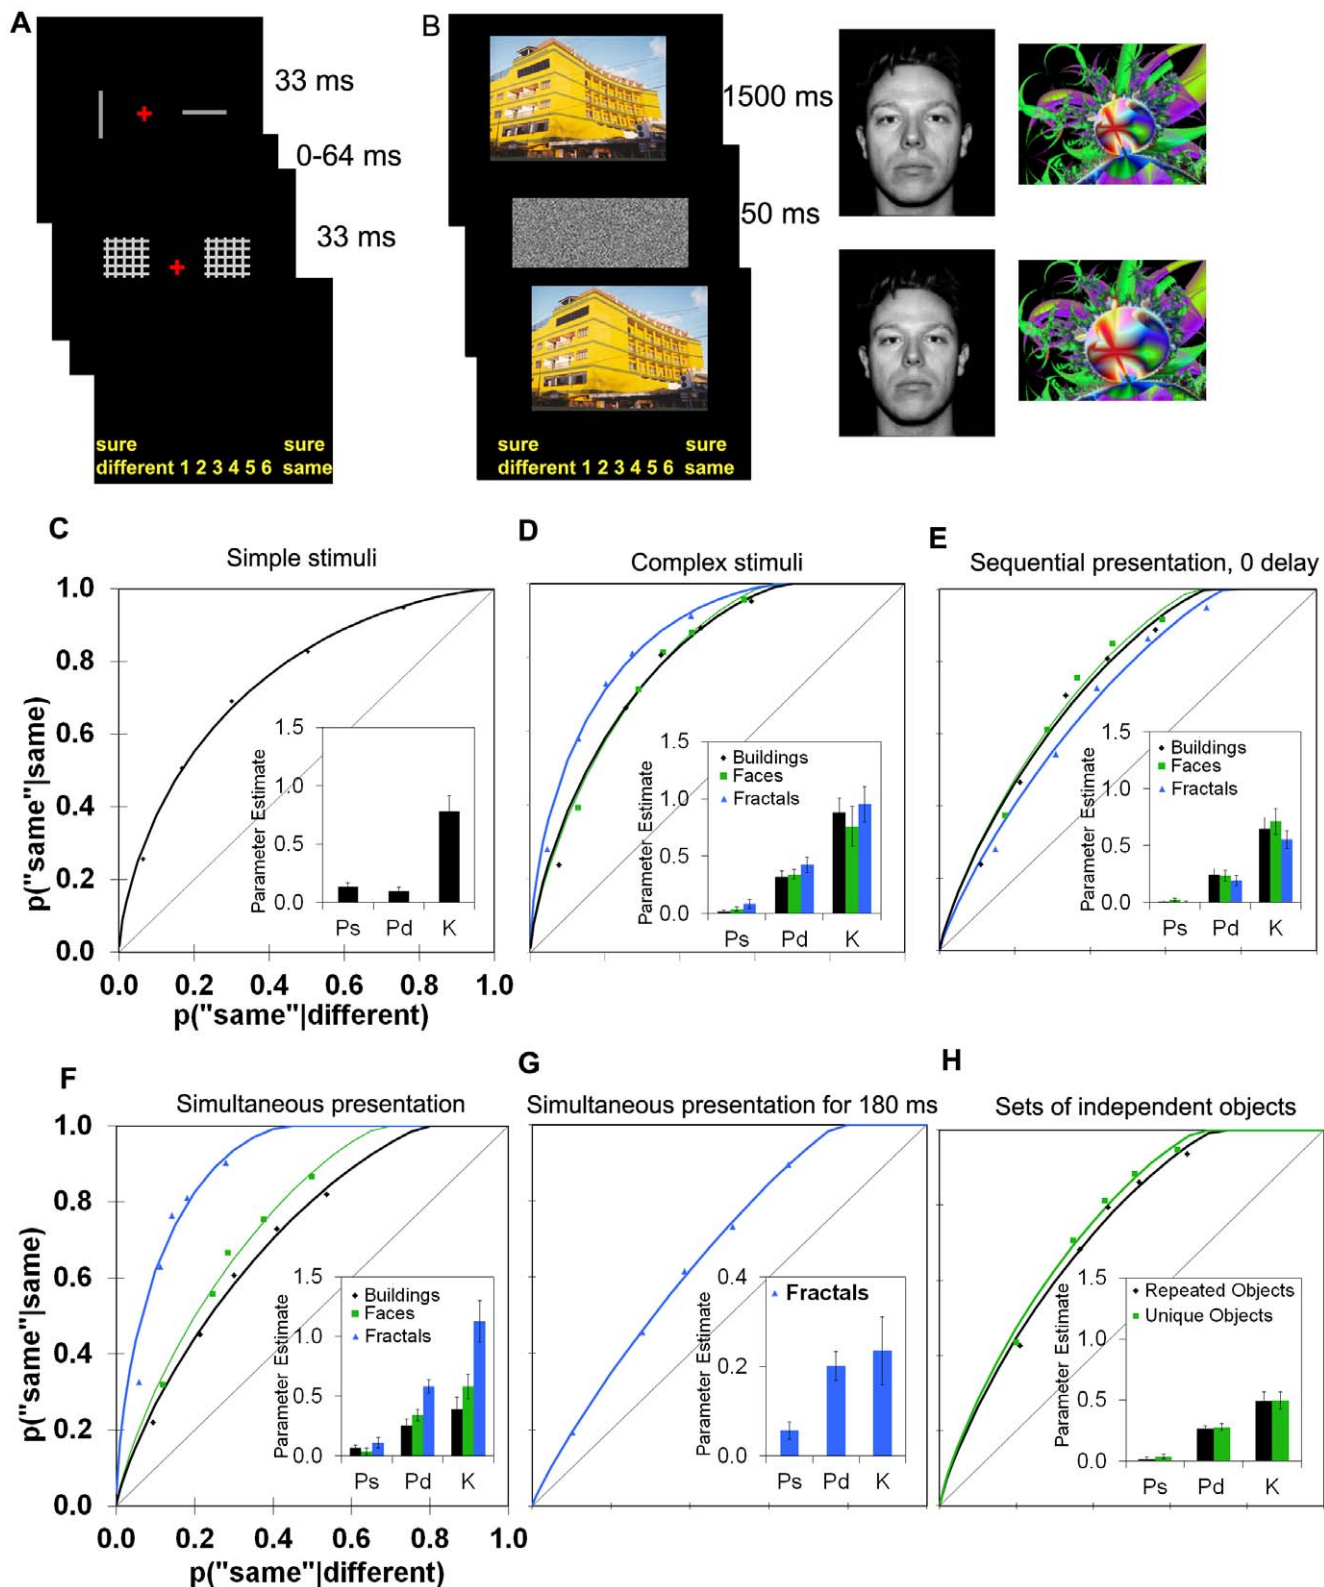 A
33 ms
0-64 ms
33 ms
sure sure
different 1 2 3 4 5 6 same
B
1500 ms
50 ms
sure sure
different 1 2 3 4 5 6 same
C
Simple stimuli
p("same"|same)
1.0
0.8
0.6
0.4
0.2
0.0
0.0 0.2 0.4 0.6 0.8 1.0
p("same"|different)
Parameter Estimate
1.5
1.0
0.5
0.0
Ps Pd K
D
Complex stimuli
Parameter Estimate
1.5
1.0
0.5
0.0
Buildings
Faces
Fractals
Ps Pd K
E
Sequential presentation, 0 delay
Parameter Estimate
1.5
1.0
0.5
0.0
Buildings
Faces
Fractals
Ps Pd K
F
Simultaneous presentation
p("same"|same)
1.0
0.8
0.6
0.4
0.2
0.0
0.0 0.2 0.4 0.6 0.8 1.0
p("same"|different)
Parameter Estimate
1.5
1.0
0.5
0.0
Buildings
Faces
Fractals
Ps Pd K
G
Simultaneous presentation for 180 ms
Parameter Estimate
0.4
0.2
0.0
Fractals
Ps Pd K
H
Sets of independent objects
Parameter Estimate
1.5
1.0
0.5
0.0
Repeated Objects
Unique Objects
Ps Pd K